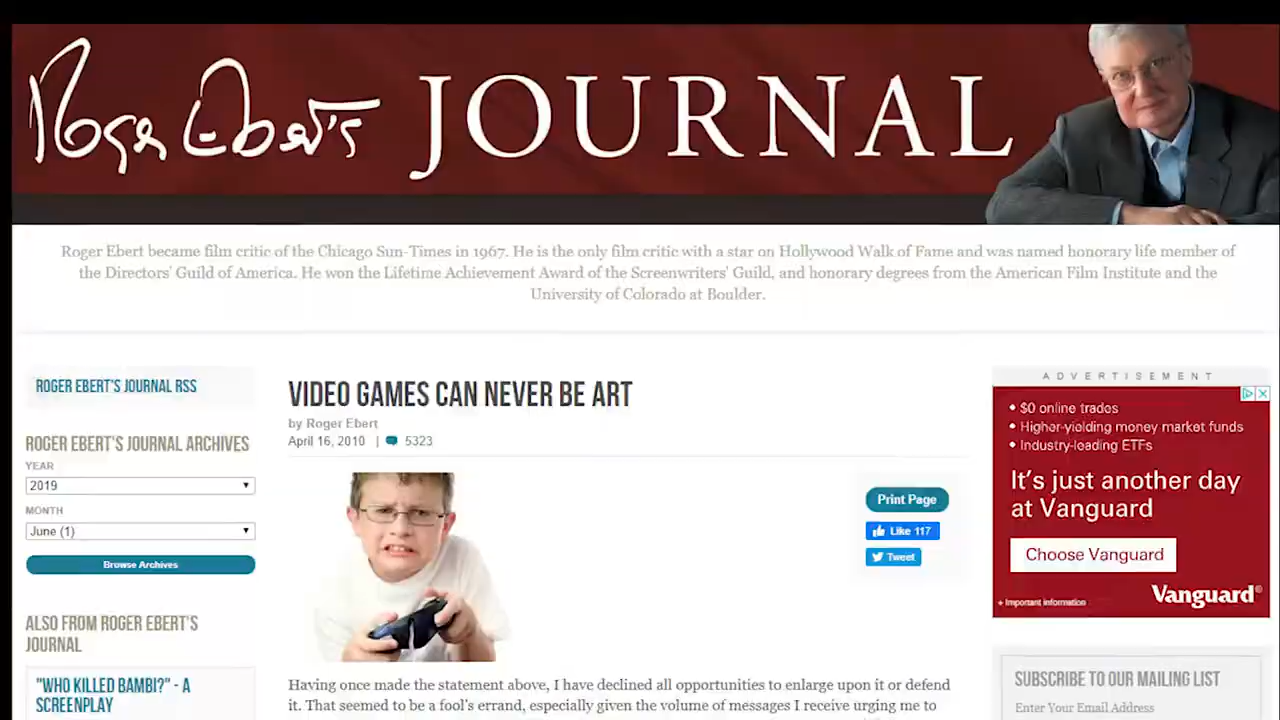 Roger Ebert's JOURNAL
Roger Ebert became film critic of the Chicago Sun-Times in 1967. He is the only film critic with a star on Hollywood Walk of Fame and was named honorary life member of
the Directors' Guild of America. He won the Lifetime Achievement Award of the Screenwriters' Guild, and honorary degrees from the American Film Institute and the
University of Colorado at Boulder.
ROGER EBERT'S JOURNAL RSS
ROGER EBERT'S JOURNAL ARCHIVES
YEAR
2019
MONTH
June (1)
Browse Archives
ALSO FROM ROGER EBERT'S
JOURNAL
"WHO KILLED BAMBI?" - A
SCREENPLAY
VIDEO GAMES CAN NEVER BE ART
by Roger Ebert
April 16, 2010 | 5323
Print Page
Like 117
Tweet
Having once made the statement above, I have declined all opportunities to enlarge upon it or defend
it. That seemed to be a fool's errand, especially given the volume of messages I receive urging me to
ADVERTISEMENT
• $0 online trades
• Higher-yielding money market funds
• Industry-leading ETFs
It's just another day
at Vanguard
Choose Vanguard
+ Important information
Vanguard®
SUBSCRIBE TO OUR MAILING LIST
Enter Your Email Address